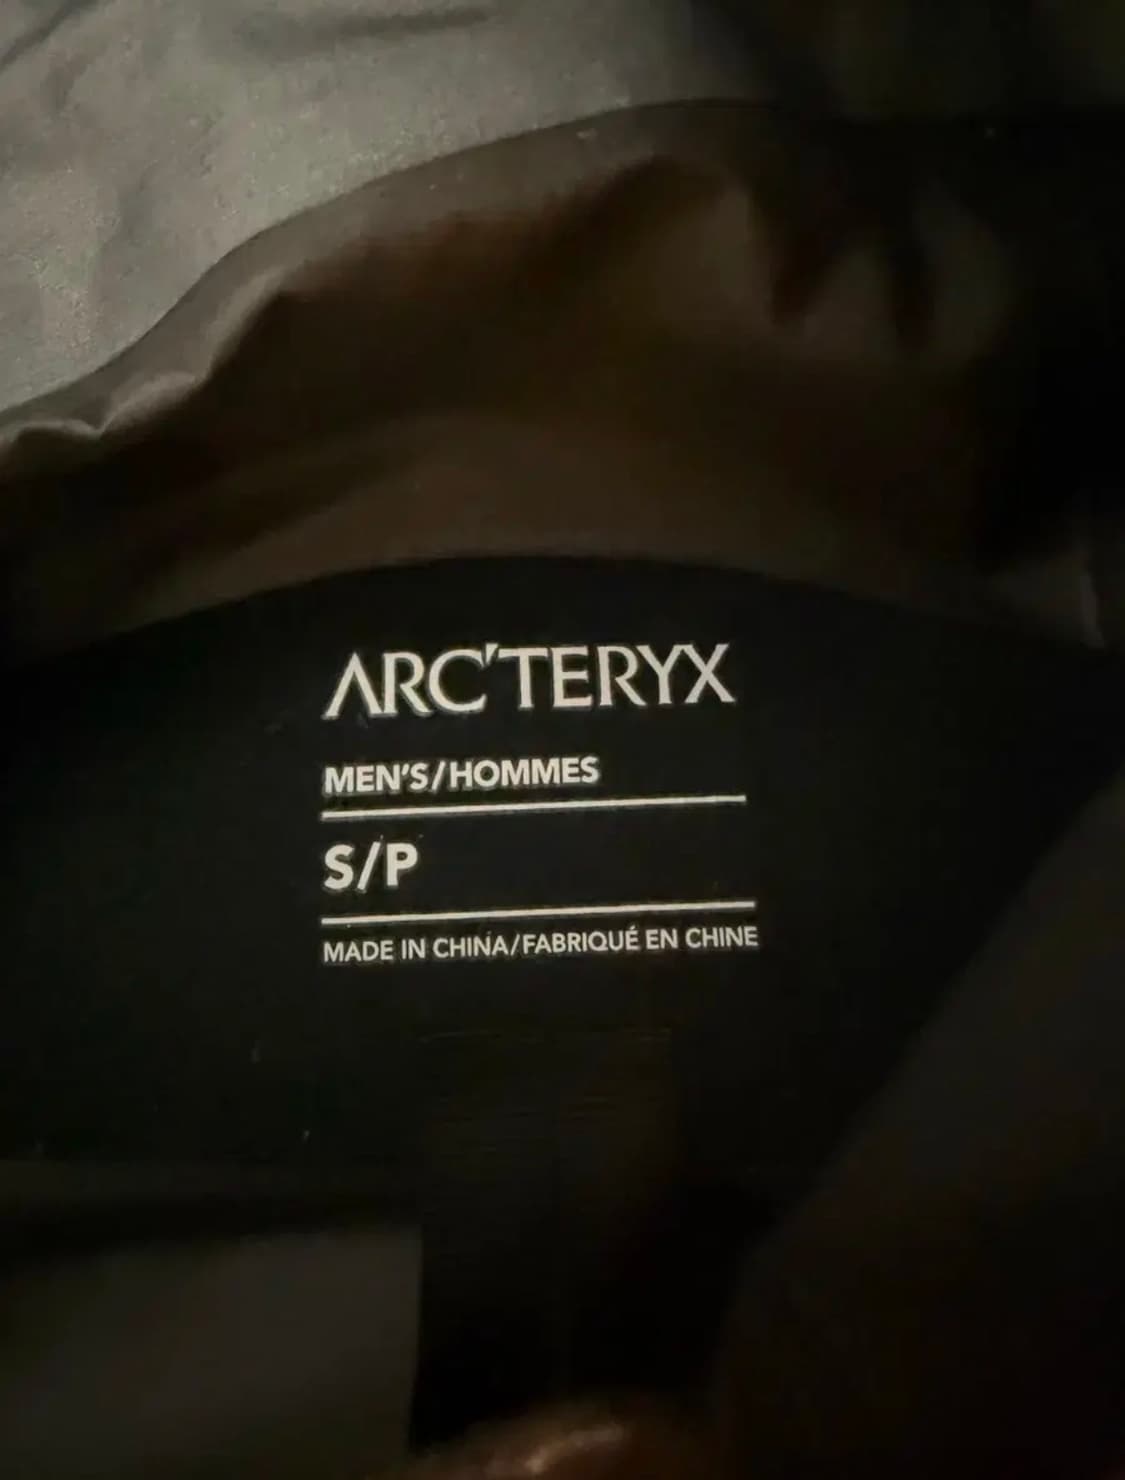 ARC'TERYX
MEN'S/HOMMES
S/P
MADE IN CHINA/FABRIQUÉ EN CHINE